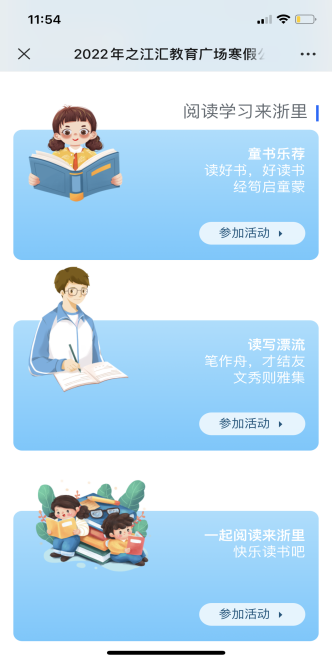 11:54
2022年之江汇教育广场寒假
阅读学习来浙里
童书乐荐
读好书，好读书
经笥启童蒙
参加活动
读写漂流
笔作舟，才结友
文秀则雅集
参加活动
一起阅读来浙里
快乐读书吧
参加活动